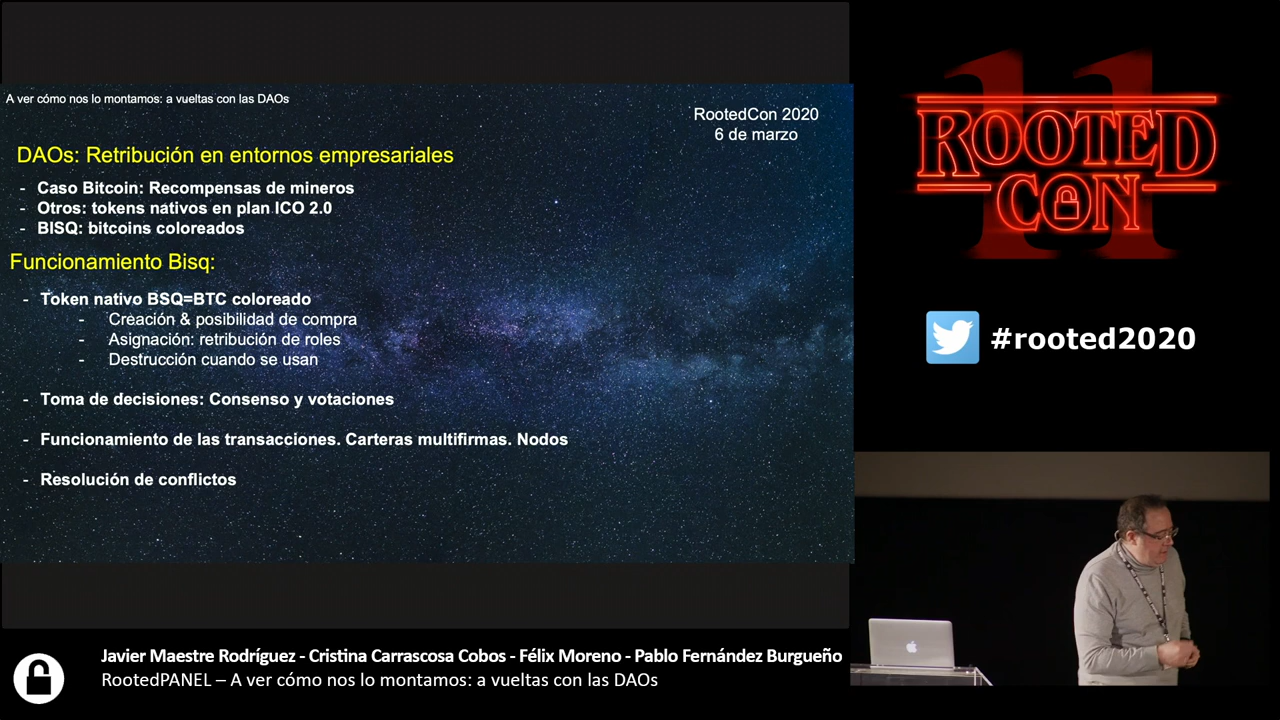 A ver cómo nos lo montamos: a vueltas con las DAOs
RootedCon 2020
6 de marzo
DAOs: Retribución en entornos empresariales
- Caso Bitcoin: Recompensas de mineros
- Otros: tokens nativos en plan ICO 2.0
- BISQ: bitcoins coloreados
Funcionamiento Bisq:
- Token nativo BSQ=BTC coloreado
- Creación & posibilidad de compra
- Asignación: retribución de roles
- Destrucción cuando se usan
- Toma de decisiones: Consenso y votaciones
- Funcionamiento de las transacciones. Carteras multifirmas. Nodos
- Resolución de conflictos
11
ROOTED
CON
#rooted2020
Javier Maestre Rodríguez - Cristina Carrascosa Cobos - Félix Moreno - Pablo Fernández Burgueño
RootedPANEL – A ver cómo nos lo montamos: a vueltas con las DAOs